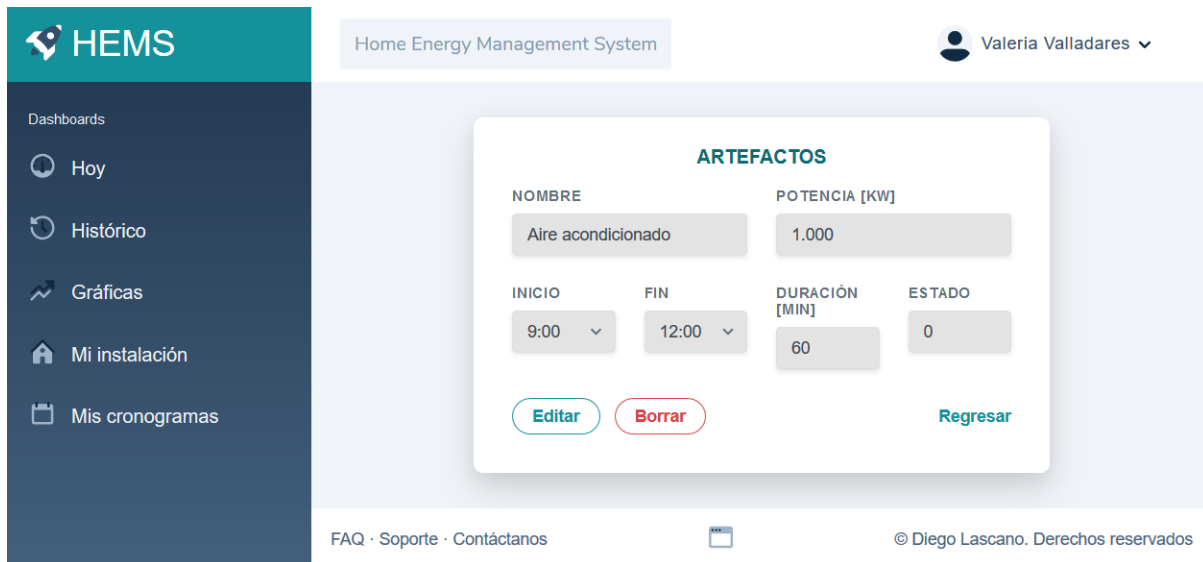 HEMS
Home Energy Management System
Valeria Valladares
Dashboards
Hoy
Histórico
Gráficas
Mi instalación
Mis cronogramas
ARTEFACTOS
NOMBRE
POTENCIA [KW]
Aire acondicionado
1.000
INICIO
FIN
DURACIÓN
[MIN]
ESTADO
9:00
12:00
60
0
Editar
Borrar
Regresar
FAQ · Soporte · Contáctanos
© Diego Lascano. Derechos reservados